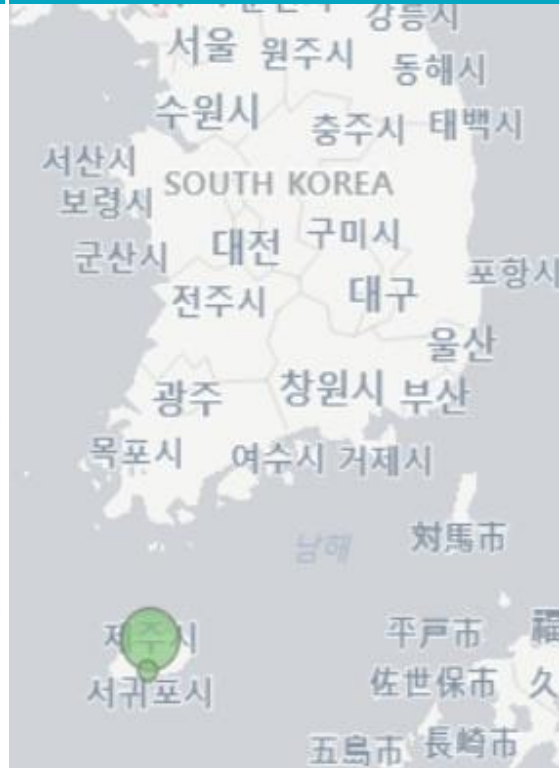 강릉시
서울 원주시
동해시
수원시
충주시 태백시
서산시
SOUTH KOREA
보령시
대전 구미시
군산시
포항시
전주시 대구
울산
광주 창원시 부산
목포시 여수시 거제시
남해
対馬市
제주시 平戸市
서귀포시 佐世保市 久
五島市 長崎市